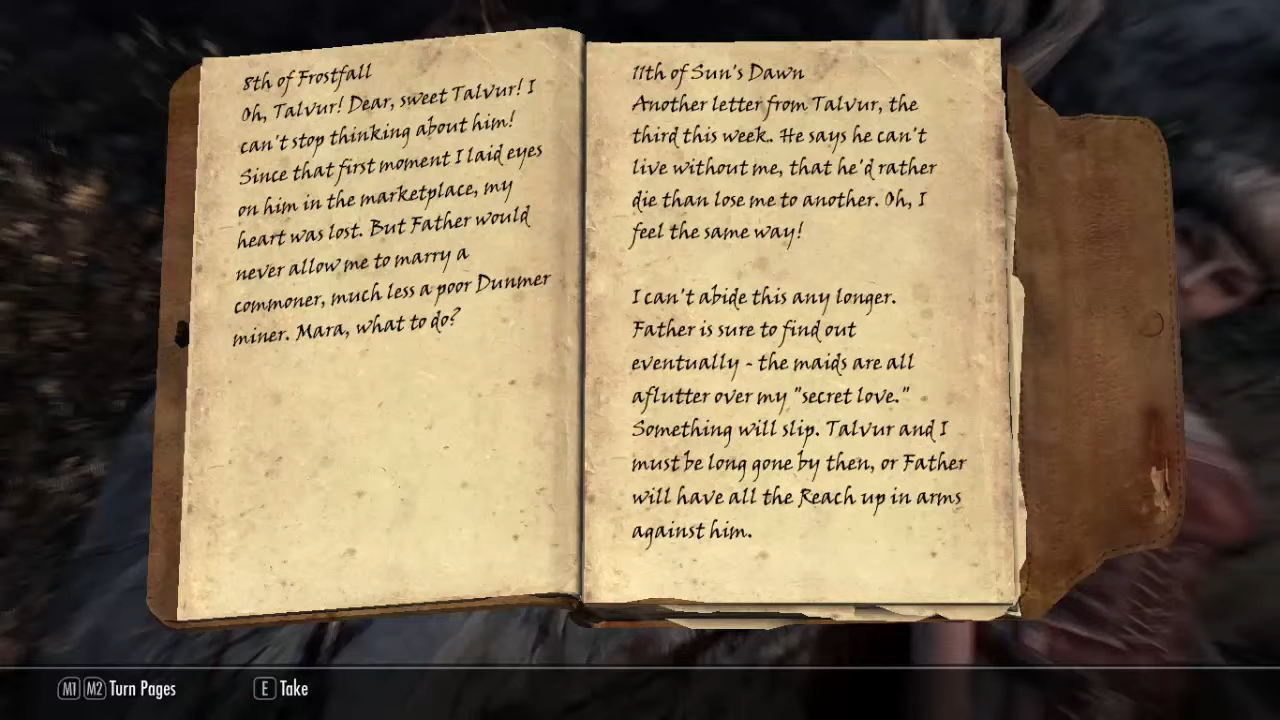 8th of Frostfall
Oh, Talvur! Dear, sweet Talvur! I
can't stop thinking about him!
Since that first moment I laid eyes
on him in the marketplace, my
heart was lost. But Father would
never allow me to marry a
commoner, much less a poor Dunmer
miner. Mara, what to do?
11th of Sun's Dawn
Another letter from Talvur, the
third this week. He says he can't
live without me, that he'd rather
die than lose me to another. Oh, I
feel the same way!
I can't abide this any longer.
Father is sure to find out
eventually - the maids are all
aflutter over my "secret love."
Something will slip. Talvur and I
must be long gone by then, or Father
will have all the Reach up in arms
against him.
M1 M2 Turn Pages
E Take